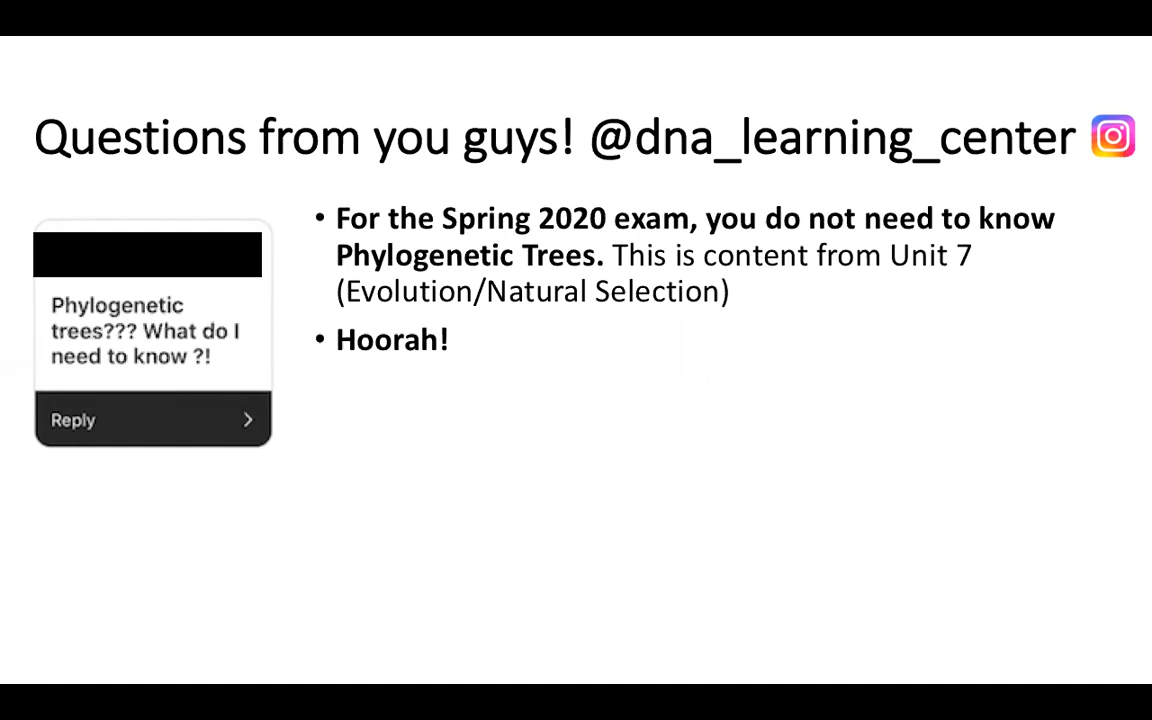 Questions from you guys! @dna_learning_center
• For the Spring 2020 exam, you do not need to know
Phylogenetic Trees. This is content from Unit 7
(Evolution/Natural Selection)
• Hoorah!
Phylogenetic
trees??? What do I
need to know ?!
Reply